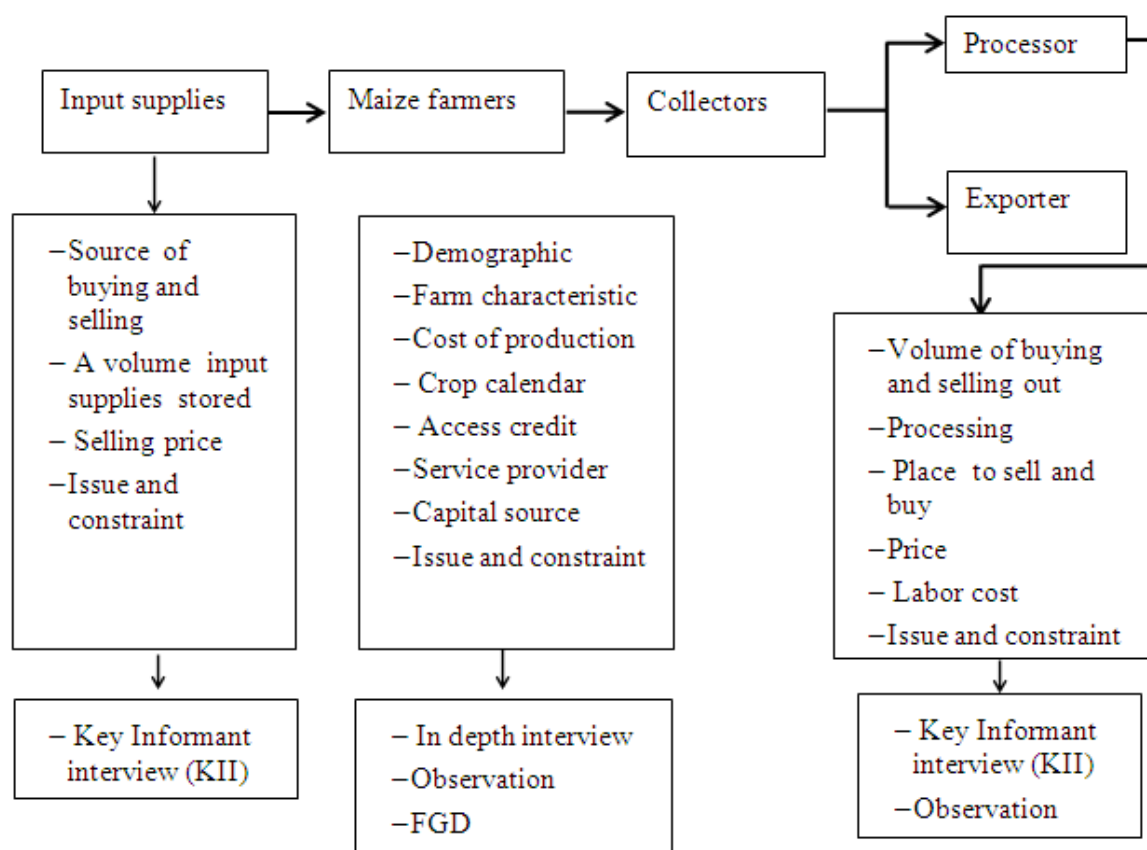 Input supplies
Maize farmers
Collectors
Processor
Exporter
–Source of
buying and
selling
– A volume input
supplies stored
– Selling price
–Issue and
constraint
–Demographic
–Farm characteristic
–Cost of production
–Crop calendar
– Access credit
–Service provider
–Capital source
–Issue and constraint
–Volume of buying
and selling out
–Processing
– Place to sell and
buy
–Price
– Labor cost
–Issue and constraint
– Key Informant
interview (KII)
– In depth interview
–Observation
–FGD
– Key Informant
interview (KII)
– Observation